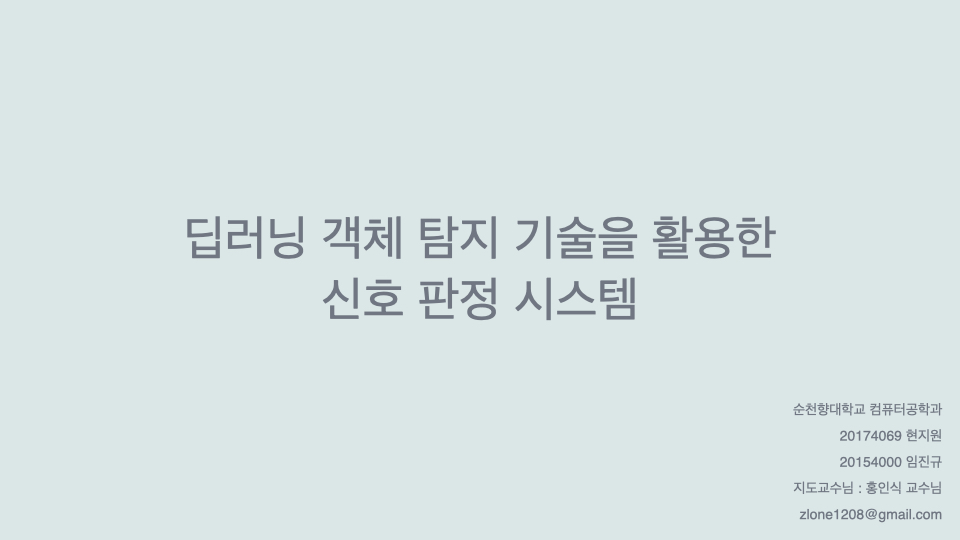 딥러닝 객체 탐지 기술을 활용한
신호 판정 시스템
순천향대학교 컴퓨터공학과
20174069 현지원
20154000 임진규
지도교수님 : 홍인식 교수님
zlone1208@gmail.com